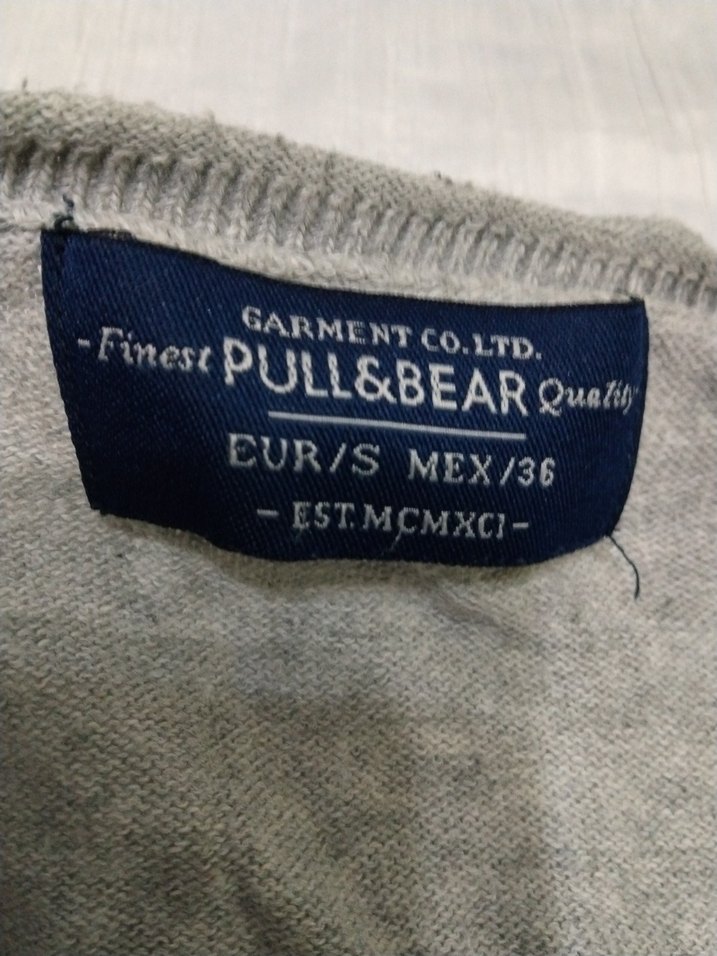 GARMENT CO. LTD.
-Finest PULL&BEAR Quality
EUR/S MEX/36
- EST. MCMXCI -